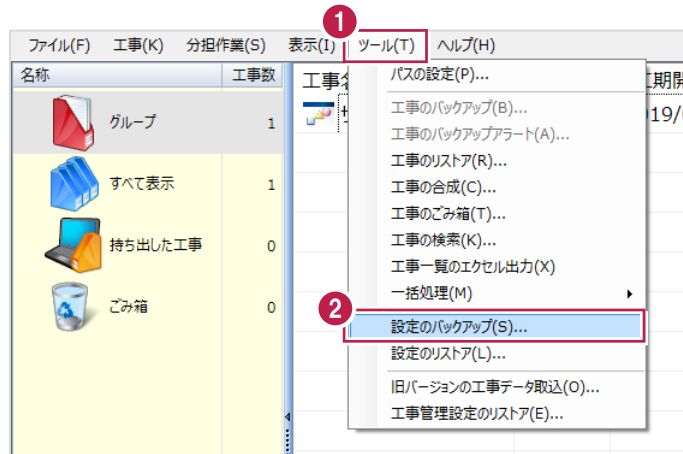 1
ファイル(F) 工事(K) 分担作業(S) 表示(I) ツール(T) ヘルプ(H)
名称 工事数 工事
グループ 1
すべて表示 1
持ち出した工事 0
ごみ箱 0
パスの設定(P)...
工事のバックアップ(B)...
工事のバックアップアラート(A)...
工事のリストア(R)...
工事の合成(C)...
工事のごみ箱(T)...
工事の検索(K)...
工事一覧のエクセル出力(X)
一括処理(M)
2
設定のバックアップ(S)...
設定のリストア(L)...
旧バージョンの工事データ取込(O)...
工事管理設定のリストア(E)...
期
19/